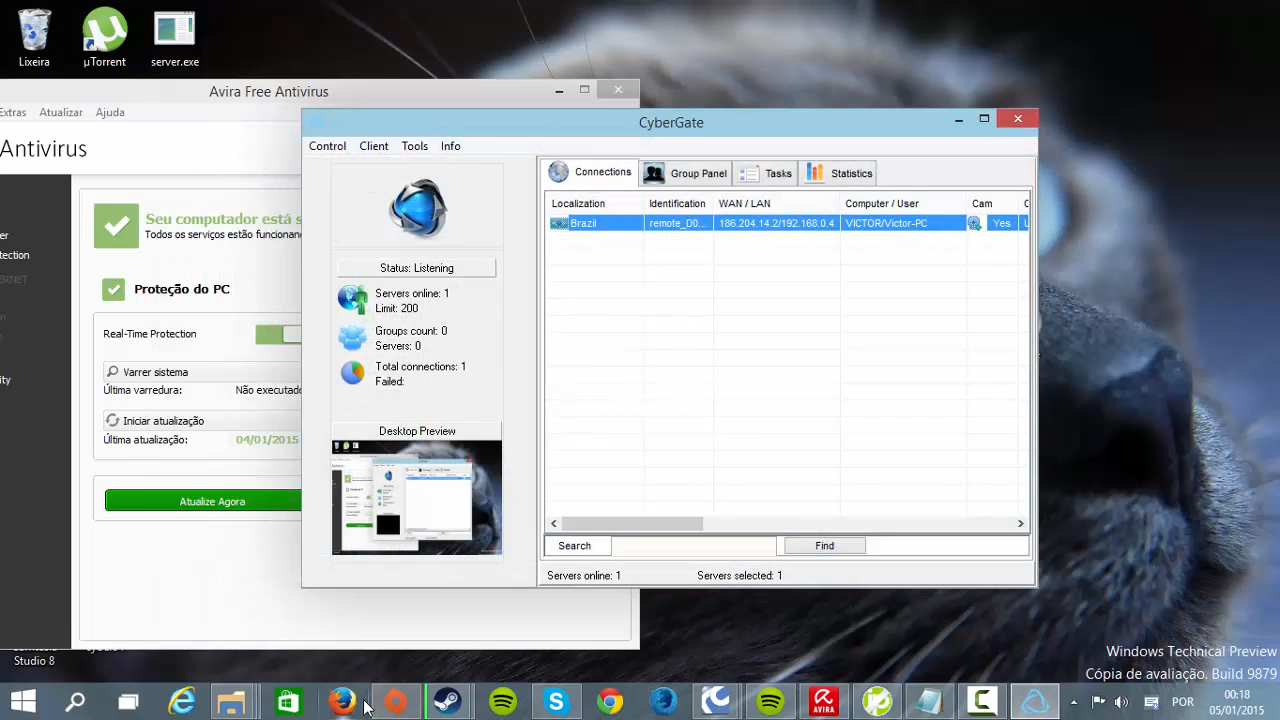 Lixeira
µTorrent
server.exe
Avira Free Antivirus
Extras Atualizar Ajuda
Antivirus
Seu computador está s
Todos os serviços estão funcionan
Proteção do PC
Real-Time Protection
Varrer sistema
Última varredura: Não executado
Iniciar atualização
Última atualização: 04/01/2015
Atualize Agora
CyberGate
Control Client Tools Info
Status: Listening
Servers online: 1
Limit: 200
Groups count: 0
Servers: 0
Total connections: 1
Failed:
Desktop Preview
Connections Group Panel Tasks Statistics
Localization Identification WAN / LAN Computer / User Cam
Brazil remote_D0... 186.204.14.2/192.168.0.4 VICTOR/Victor-PC Yes
Search Find
Servers online: 1 Servers selected: 1
Studio 8
Windows Technical Preview
Cópia de avaliação. Build 9879
AVIRA
POR
00:18
05/01/2015